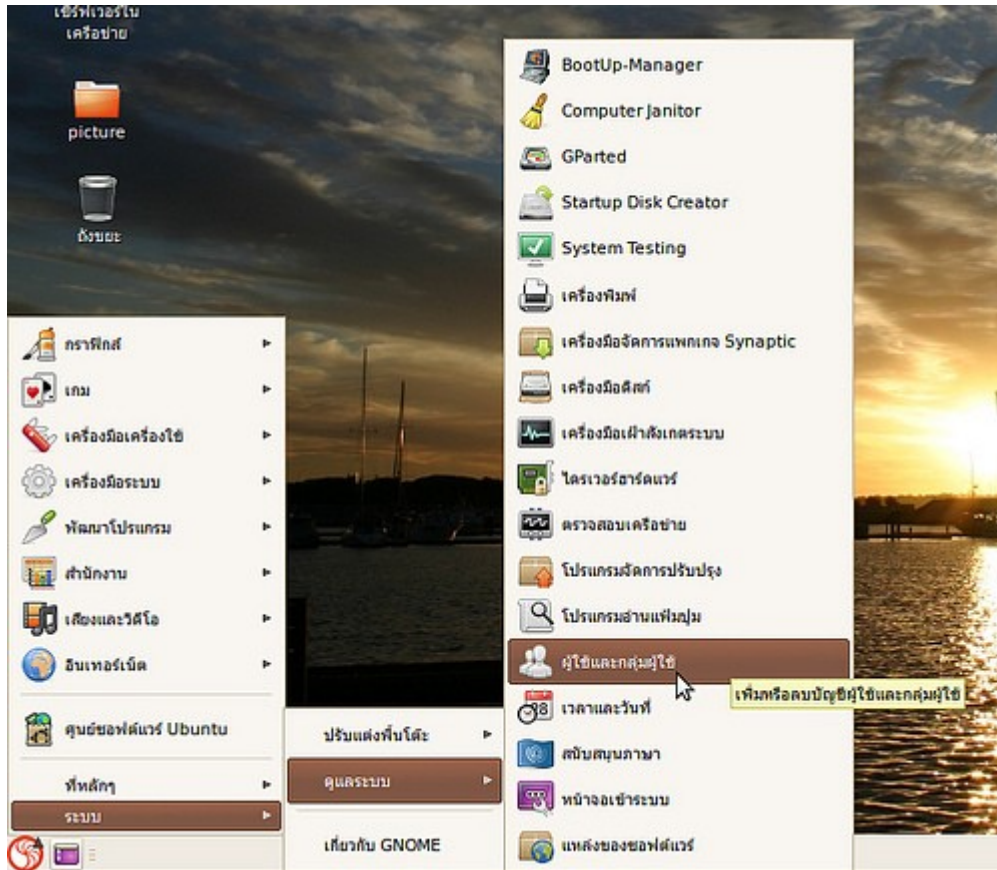 เซิร์ฟเวอร์ใน
เครือข่าย
picture
ถังขยะ
กราฟิกส์
เกม
เครื่องมือเครื่องใช้
เครื่องมือระบบ
พัฒนาโปรแกรม
สำนักงาน
เสียงและวิดีโอ
อินเทอร์เน็ต
ศูนย์ซอฟต์แวร์ Ubuntu
ที่หลักๆ
ระบบ
ปรับแต่งพื้นโต๊ะ
ดูแลระบบ
เกี่ยวกับ GNOME
BootUp-Manager
Computer Janitor
GParted
Startup Disk Creator
System Testing
เครื่องพิมพ์
เครื่องมือจัดการแพกเกจ Synaptic
เครื่องมือดิสก์
เครื่องมือเฝ้าสังเกตระบบ
ไดรเวอร์ฮาร์ดแวร์
ตรวจสอบเครือข่าย
โปรแกรมจัดการปรับปรุง
โปรแกรมอ่านแฟ้มปูม
ผู้ใช้และกลุ่มผู้ใช้
เพิ่มหรือลบบัญชีผู้ใช้และกลุ่มผู้ใช้
เวลาและวันที่
สนับสนุนภาษา
หน้าจอเข้าระบบ
แหล่งของซอฟต์แวร์